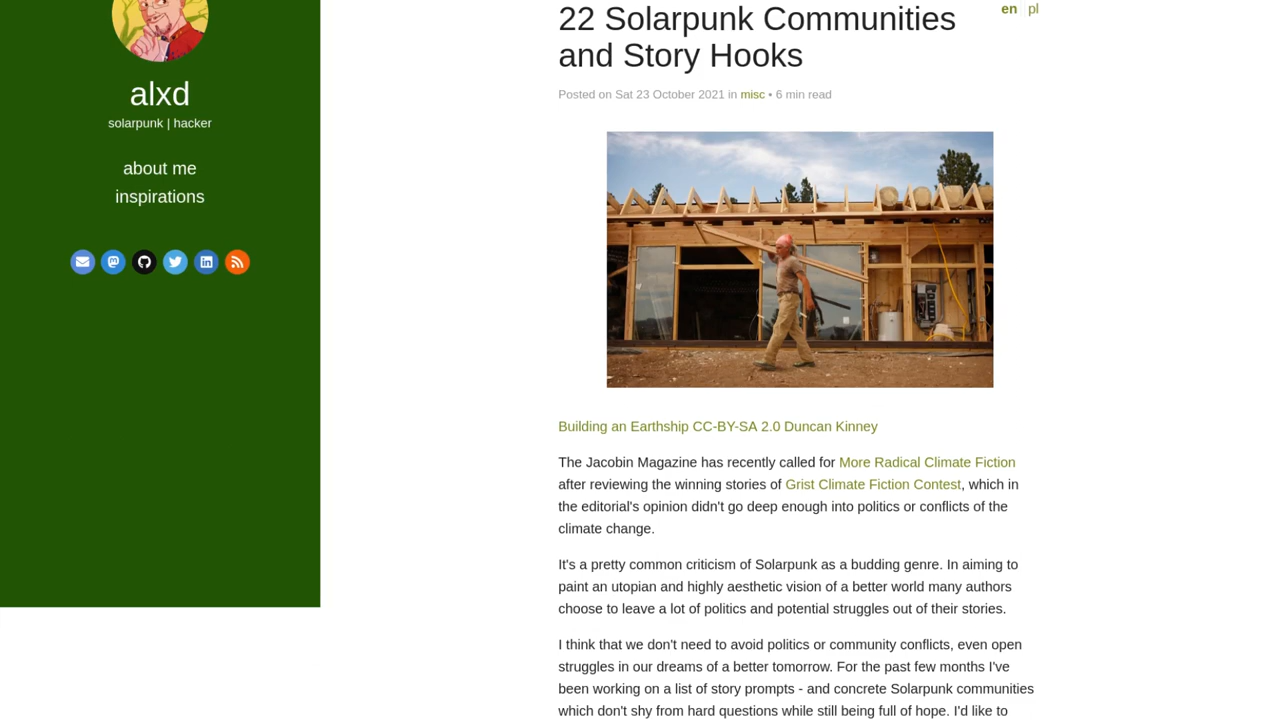 alxd
solarpunk | hacker
about me
inspirations
22 Solarpunk Communities
and Story Hooks
en pl
Posted on Sat 23 October 2021 in misc • 6 min read
Building an Earthship CC-BY-SA 2.0 Duncan Kinney
The Jacobin Magazine has recently called for More Radical Climate Fiction
after reviewing the winning stories of Grist Climate Fiction Contest, which in
the editorial's opinion didn't go deep enough into politics or conflicts of the
climate change.
It's a pretty common criticism of Solarpunk as a budding genre. In aiming to
paint an utopian and highly aesthetic vision of a better world many authors
choose to leave a lot of politics and potential struggles out of their stories.
I think that we don't need to avoid politics or community conflicts, even open
struggles in our dreams of a better tomorrow. For the past few months I've
been working on a list of story prompts - and concrete Solarpunk communities
which don't shy from hard questions while still being full of hope. I'd like to